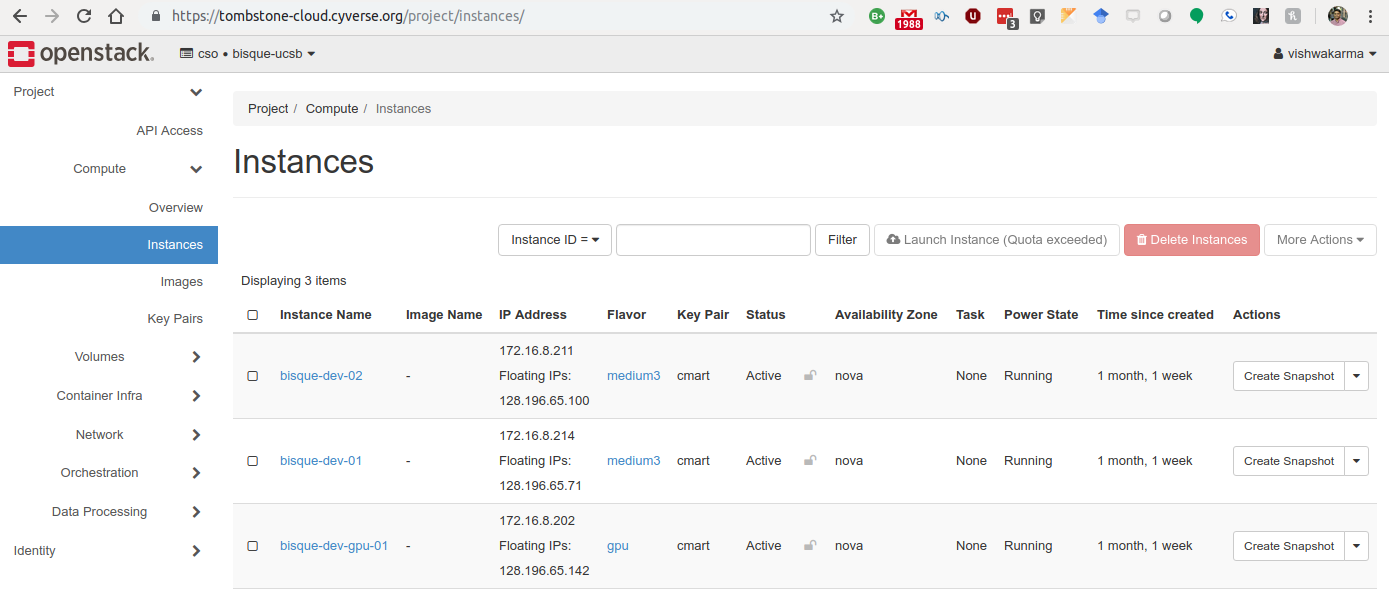 https://tombstone-cloud.cyverse.org/project/instances/
B+
1988
U
3
openstack.
cso • bisque-ucsb
vishwakarma
Project
API Access
Compute
Overview
Instances
Images
Key Pairs
Volumes
Container Infra
Network
Orchestration
Data Processing
Identity
Project / Compute / Instances
Instances
Instance ID = Filter Launch Instance (Quota exceeded) Delete Instances More Actions
Displaying 3 items
Instance Name Image Name IP Address Flavor Key Pair Status Availability Zone Task Power State Time since created Actions
172.16.8.211
bisque-dev-02 - Floating IPs: medium3 cmart Active nova None Running 1 month, 1 week Create Snapshot
128.196.65.100
172.16.8.214
bisque-dev-01 - Floating IPs: medium3 cmart Active nova None Running 1 month, 1 week Create Snapshot
128.196.65.71
172.16.8.202
bisque-dev-gpu-01 - Floating IPs: gpu cmart Active nova None Running 1 month, 1 week Create Snapshot
128.196.65.142